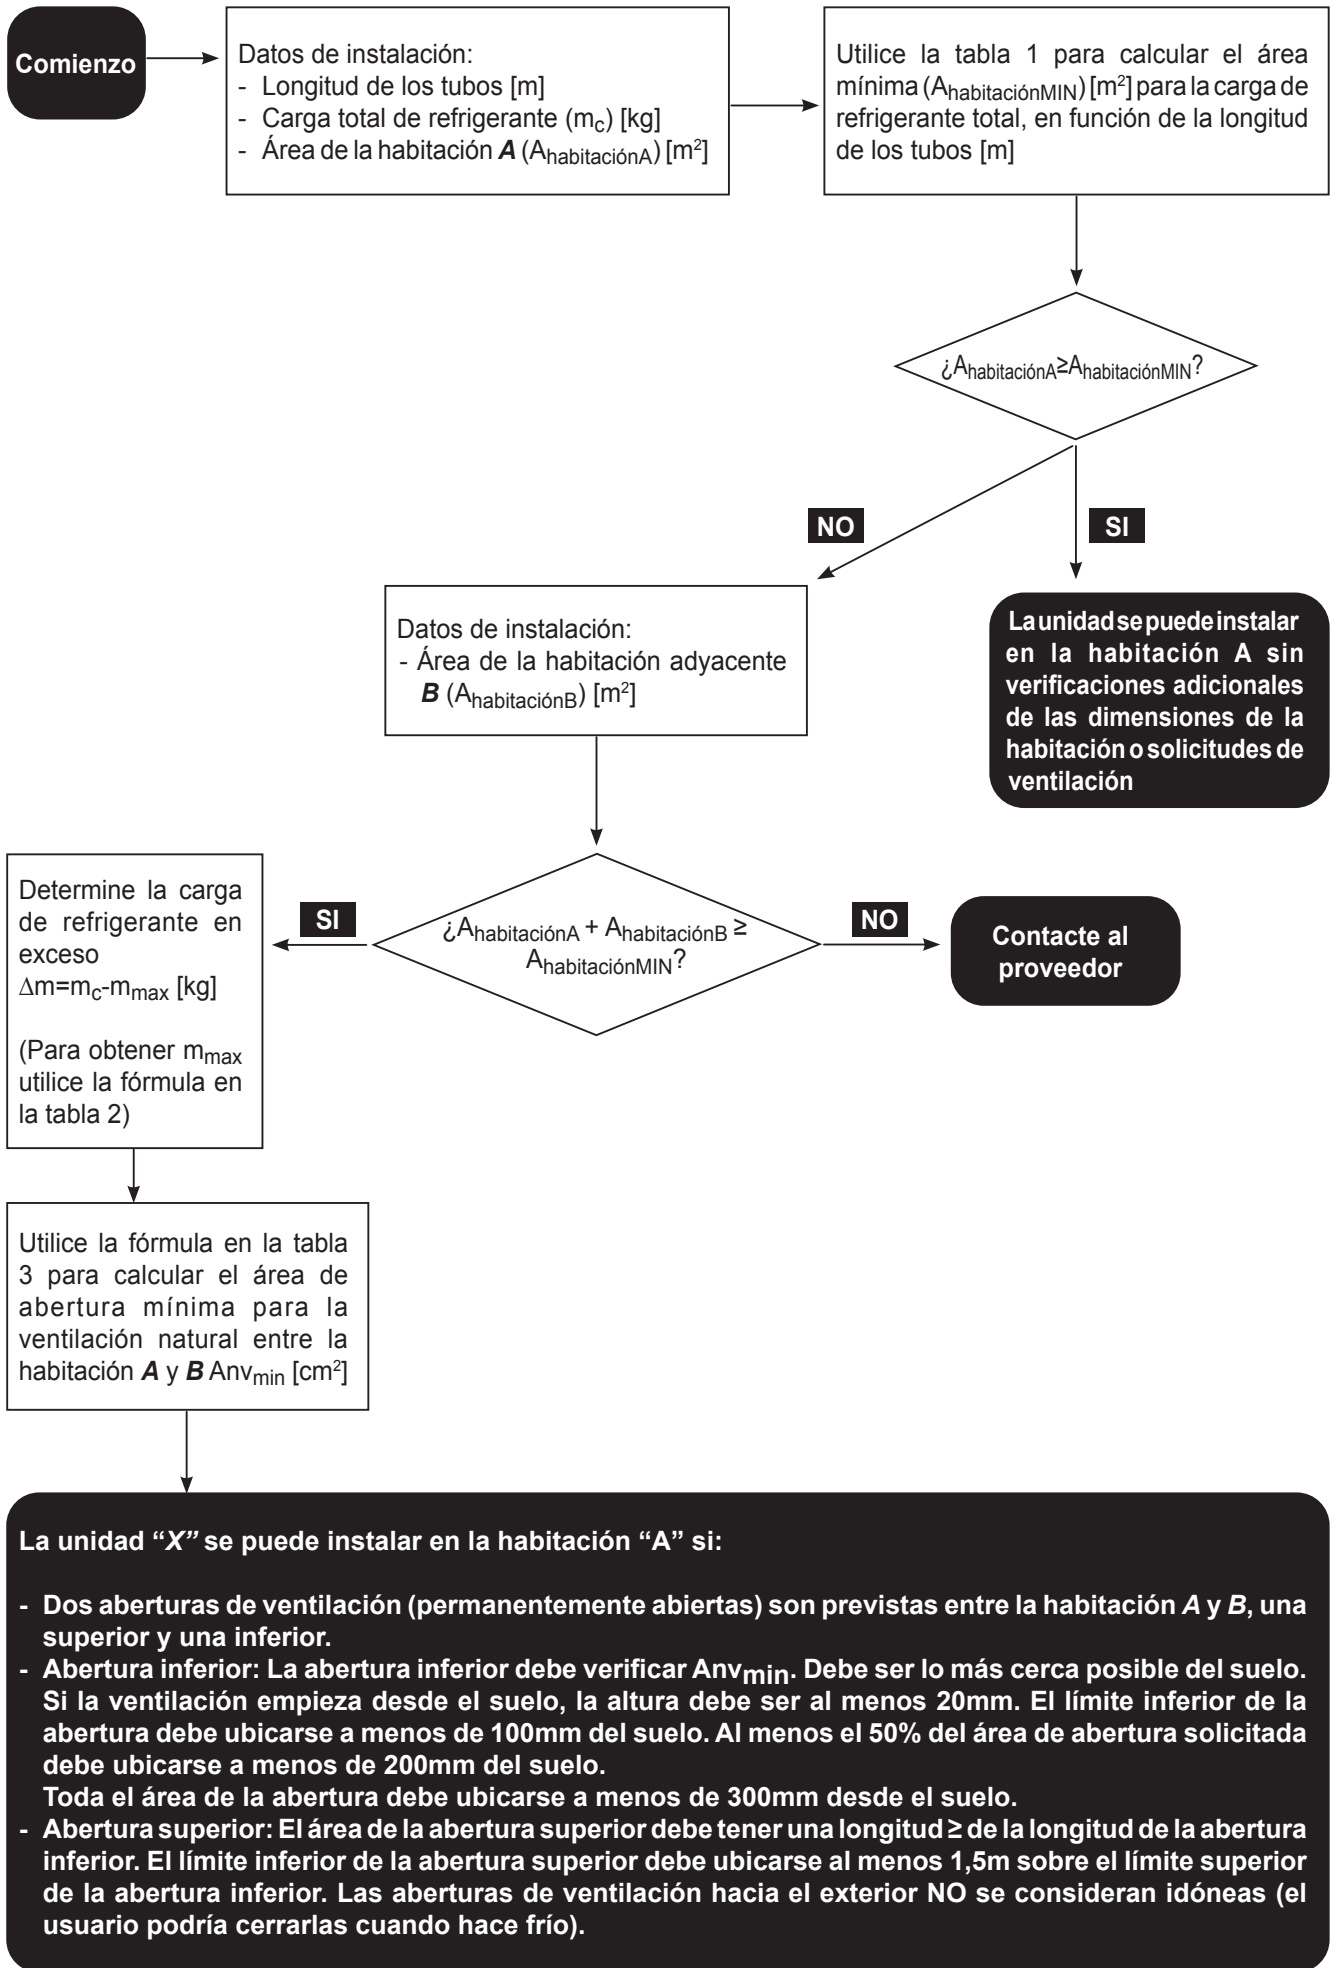 Comienzo
Datos de instalación:
- Longitud de los tubos [m]
- Carga total de refrigerante (mc) [kg]
- Área de la habitación A (AhabitaciónA) [m²]
Utilice la tabla 1 para calcular el área
mínima (AhabitaciónMIN) [m²] para la carga de
refrigerante total, en función de la longitud
de los tubos [m]
¿AhabitaciónA≥AhabitaciónMIN?
NO
SI
Datos de instalación:
- Área de la habitación adyacente
B (AhabitaciónB) [m²]
La unidad se puede instalar
en la habitación A sin
verificaciones adicionales
de las dimensiones de la
habitación o solicitudes de
ventilación
Determine la carga
de refrigerante en
exceso
∆m=mc-mmax [kg]
(Para obtener mmax
utilice la fórmula en
la tabla 2)
SI
¿AhabitaciónA + AhabitaciónB ≥
AhabitaciónMIN?
NO
Contacte al
proveedor
Utilice la fórmula en la tabla
3 para calcular el área de
abertura mínima para la
ventilación natural entre la
habitación A y B Anvmin [cm²]
La unidad “X” se puede instalar en la habitación “A” si:
- Dos aberturas de ventilación (permanentemente abiertas) son previstas entre la habitación A y B, una
superior y una inferior.
- Abertura inferior: La abertura inferior debe verificar Anvmin. Debe ser lo más cerca posible del suelo.
Si la ventilación empieza desde el suelo, la altura debe ser al menos 20mm. El límite inferior de la
abertura debe ubicarse a menos de 100mm del suelo. Al menos el 50% del área de abertura solicitada
debe ubicarse a menos de 200mm del suelo.
Toda el área de la abertura debe ubicarse a menos de 300mm desde el suelo.
- Abertura superior: El área de la abertura superior debe tener una longitud ≥ de la longitud de la abertura
inferior. El límite inferior de la abertura superior debe ubicarse al menos 1,5m sobre el límite superior
de la abertura inferior. Las aberturas de ventilación hacia el exterior NO se consideran idóneas (el
usuario podría cerrarlas cuando hace frío).